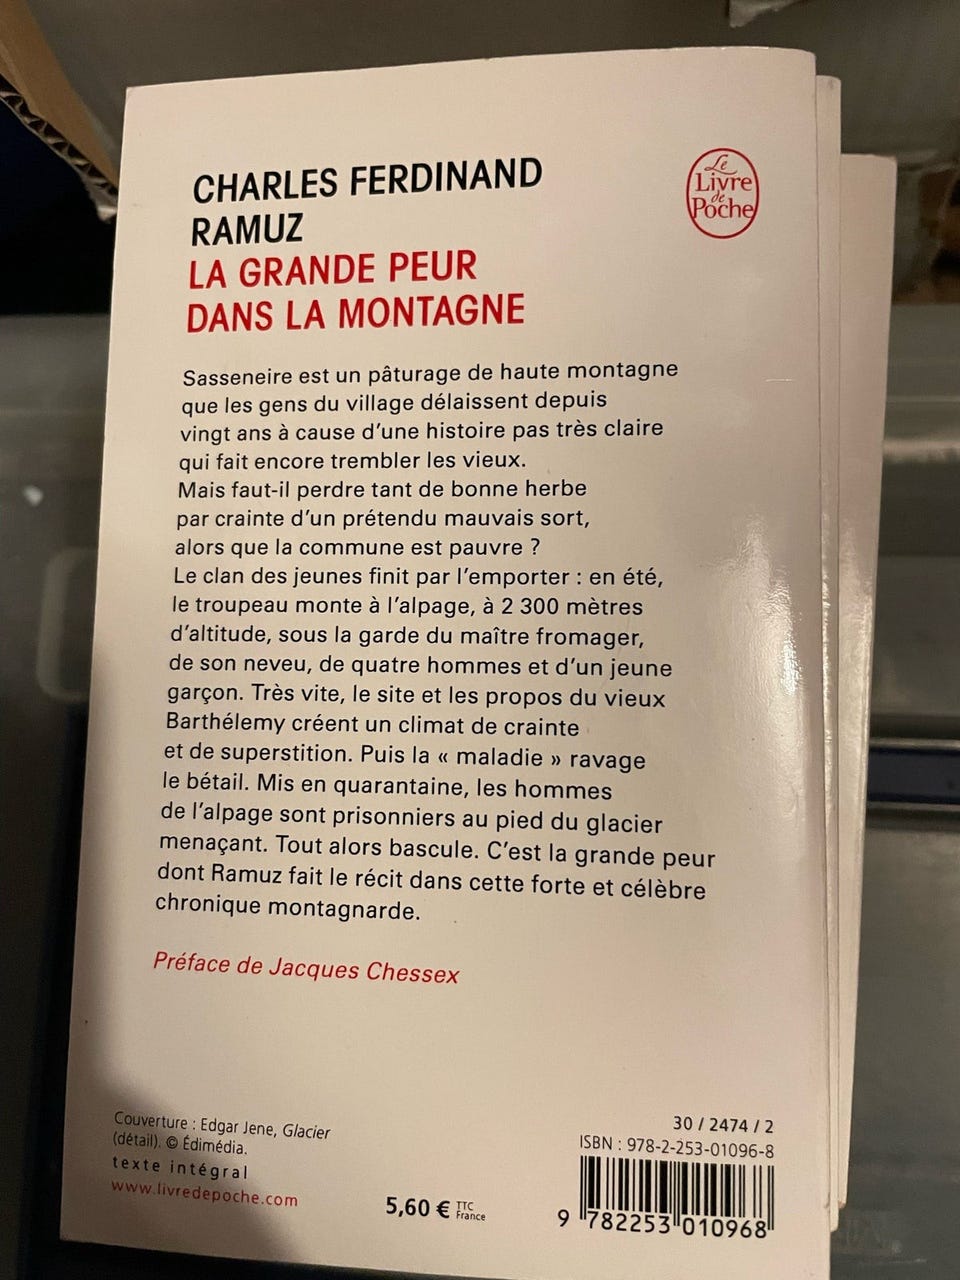 CHARLES FERDINAND
RAMUZ
LA GRANDE PEUR
DANS LA MONTAGNE
Le
Livre
de
Poche
Sasseneire est un pâturage de haute montagne
que les gens du village délaissent depuis
vingt ans à cause d'une histoire pas très claire
qui fait encore trembler les vieux.
Mais faut-il perdre tant de bonne herbe
par crainte d'un prétendu mauvais sort,
alors que la commune est pauvre ?
Le clan des jeunes finit par l'emporter : en été,
le troupeau monte à l'alpage, à 2 300 mètres
d'altitude, sous la garde du maître fromager,
de son neveu, de quatre hommes et d'un jeune
garçon. Très vite, le site et les propos du vieux
Barthélemy créent un climat de crainte
et de superstition. Puis la « maladie » ravage
le bétail. Mis en quarantaine, les hommes
de l'alpage sont prisonniers au pied du glacier
menaçant. Tout alors bascule. C'est la grande peur
dont Ramuz fait le récit dans cette forte et célèbre
chronique montagnarde.
Préface de Jacques Chessex
Couverture : Edgar Jene, Glacier
(détail). © Édimédia.
texte intégral
www.livredepoche.com
5,60 € TTC
France
30 / 2474 / 2
ISBN : 978-2-253-01096-8
9 782253 010968